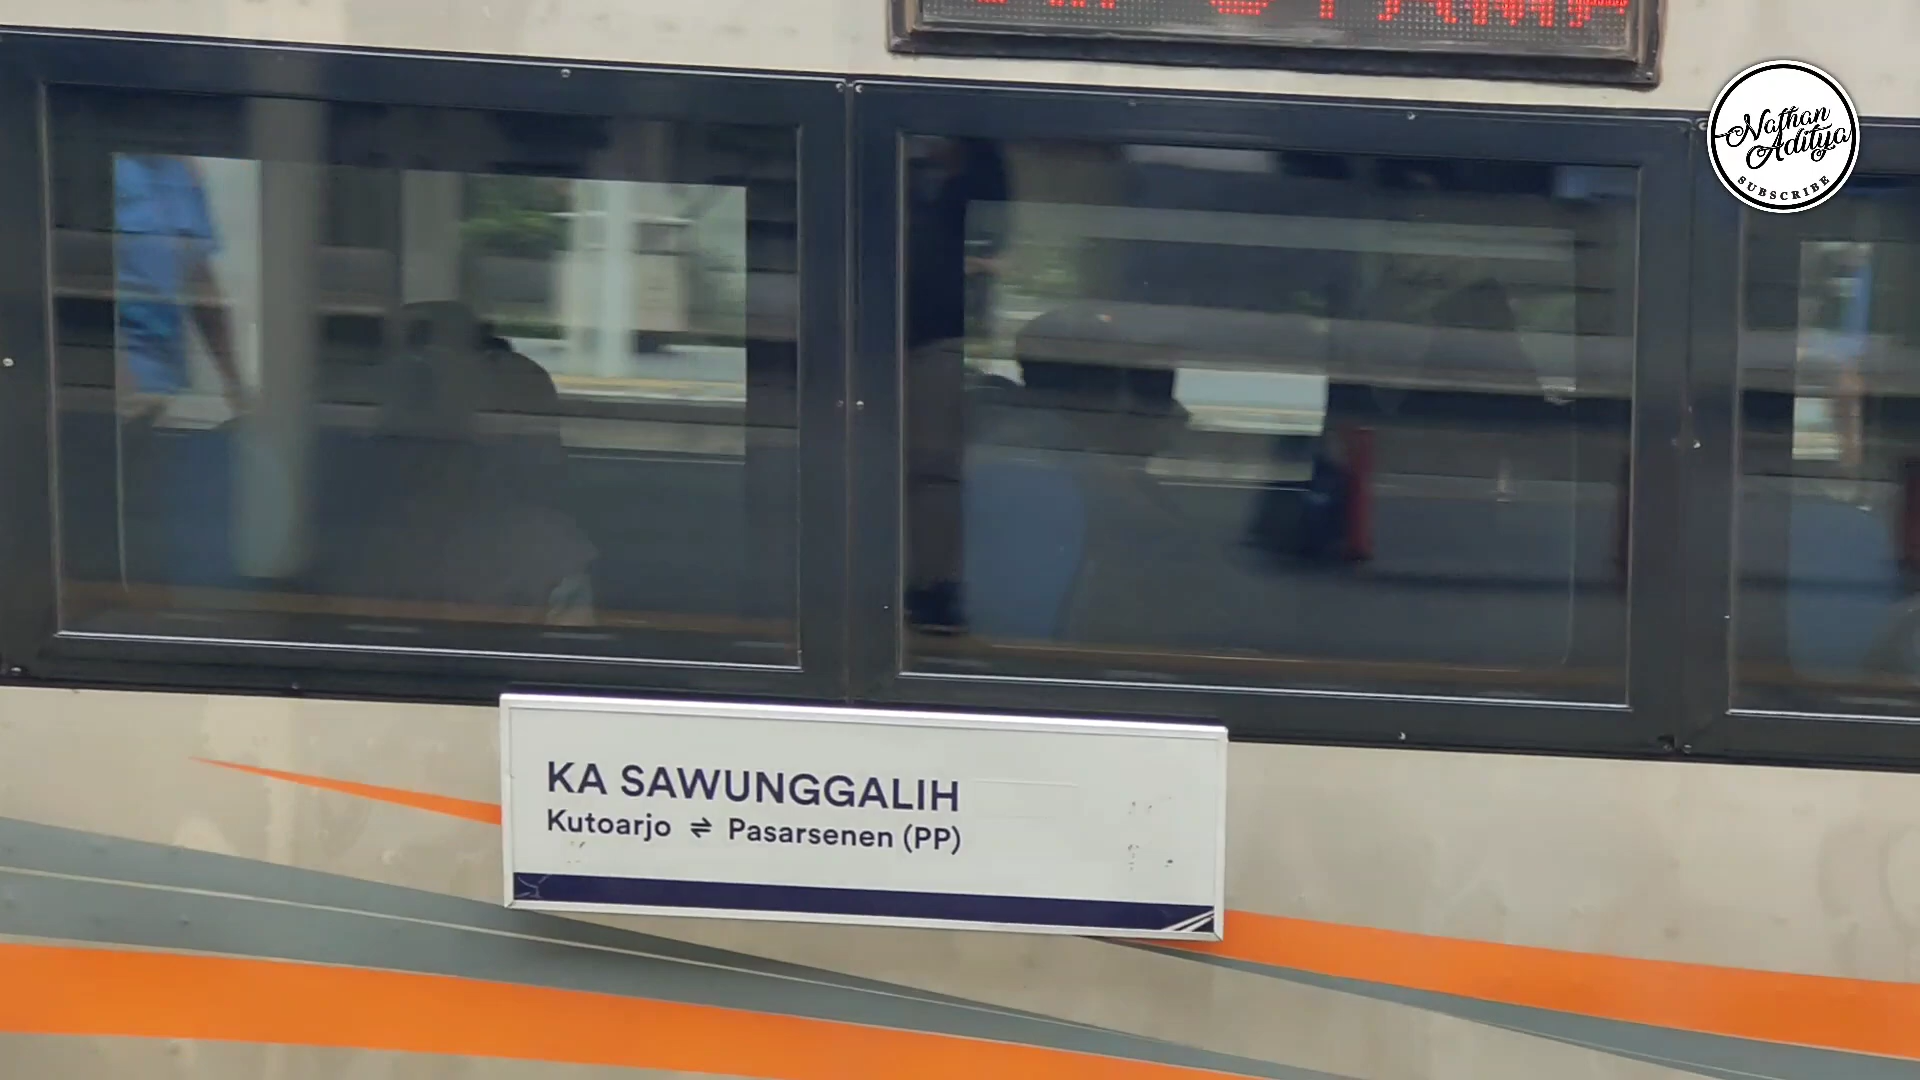 Nathan
Aditya
SUBSCRIBE
KA SAWUNGGALIH
Kutoarjo ⇌ Pasarsenen (PP)